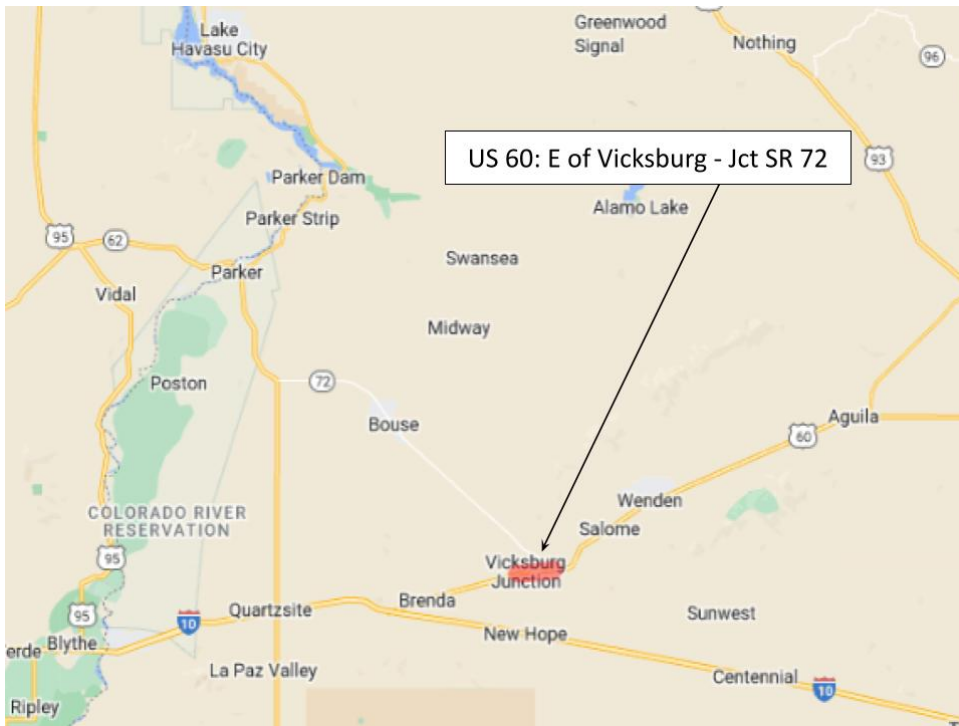 Lake
Havasu City
Greenwood
Signal
Nothing
96
US 60: E of Vicksburg - Jct SR 72
93
Parker Dam
Alamo Lake
Parker Strip
95
62
Swansea
Parker
Vidal
Midway
72
Poston
Aguila
Bouse
60
Wenden
COLORADO RIVER
RESERVATION
Salome
95
Vicksburg
Junction
Brenda
Quartzsite
95
10
Sunwest
New Hope
erde
Blythe
La Paz Valley
Centennial
10
Ripley